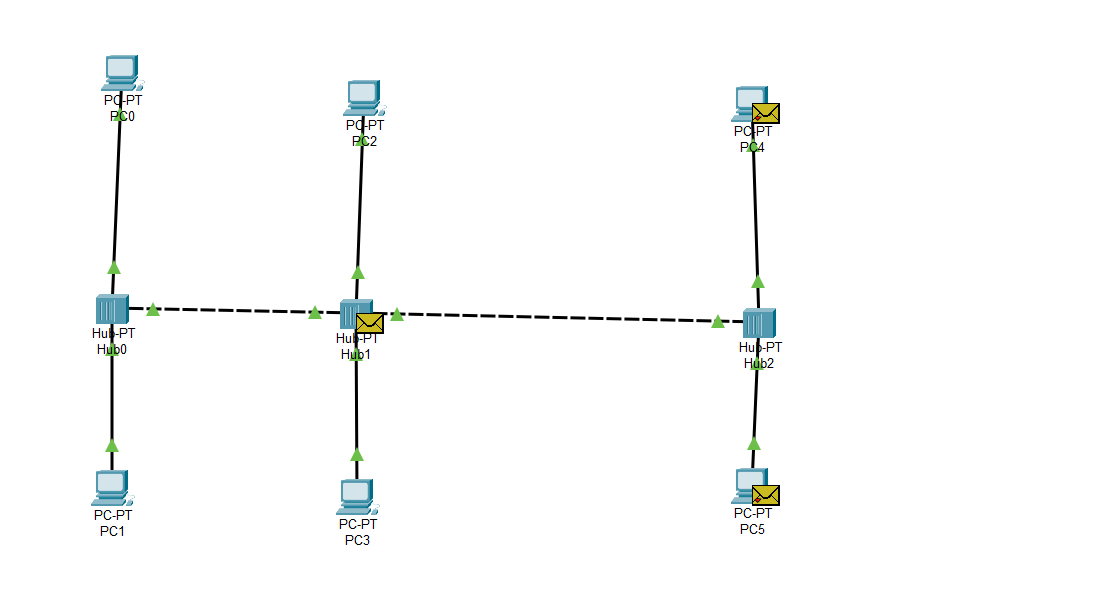 PC-PT
PC0
PC-PT
PC2
PC-PT
PC4
Hub-PT
Hub0
Hub-PT
Hub1
Hub-PT
Hub2
PC-PT
PC1
PC-PT
PC3
PC-PT
PC5